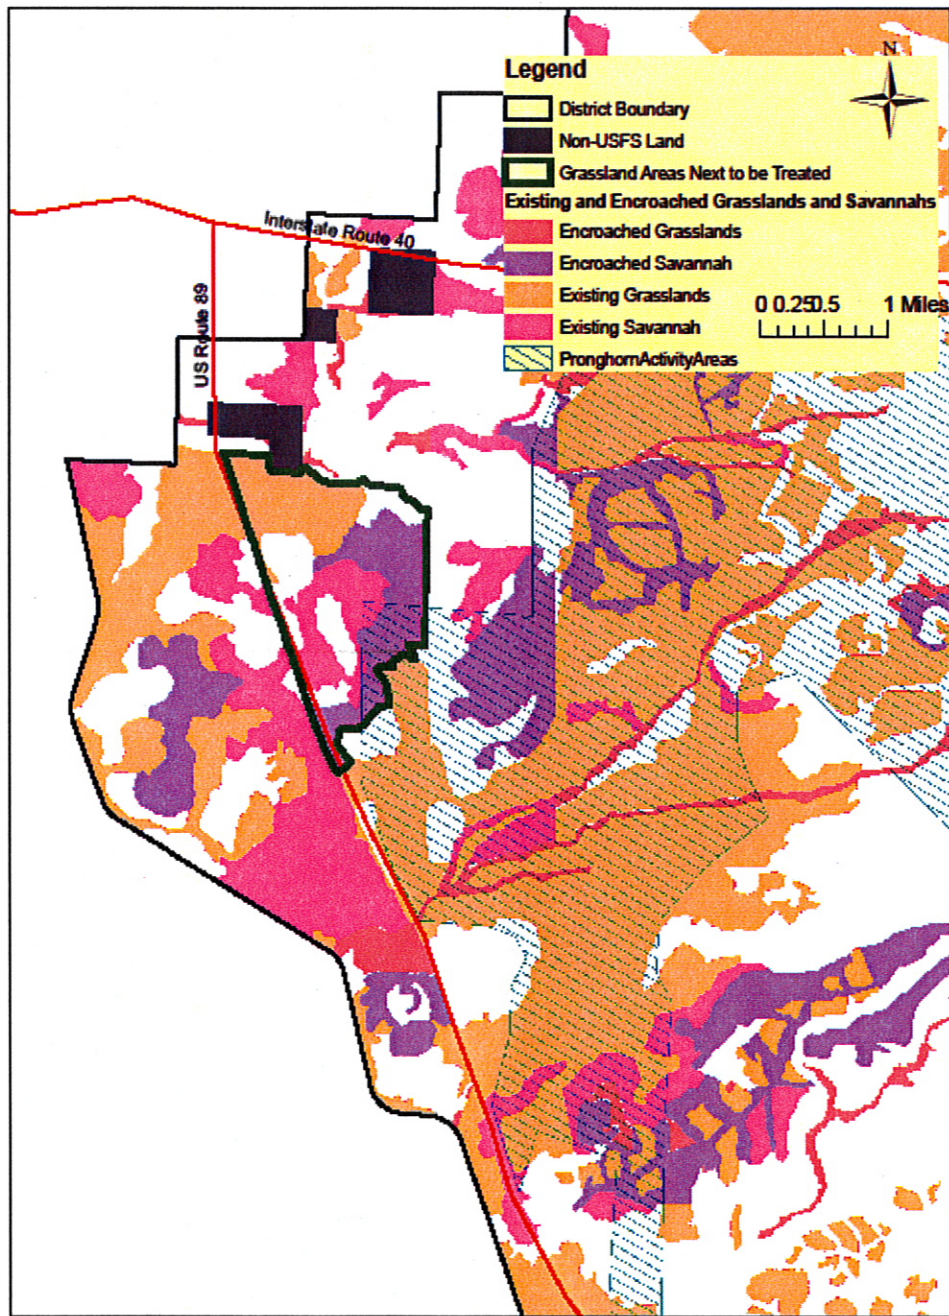 Legend
N
District Boundary
Non-USFS Land
Grassland Areas Next to be Treated
Existing and Encroached Grasslands and Savannahs
Encroached Grasslands
Encroached Savannah
Existing Grasslands
Existing Savannah
PronghornActivityAreas
0 0.250.5 1 Miles
Interstate Route 40
US Route 89